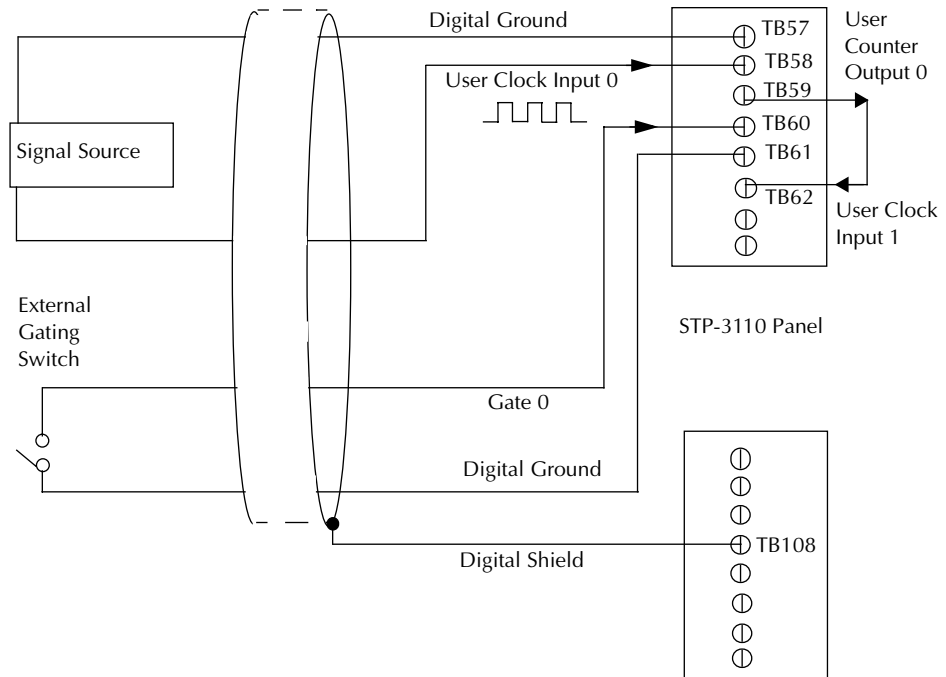 Digital Ground
TB57
User
Counter
Output 0
TB58
User Clock Input 0
TB59
TB60
Signal Source
TB61
TB62
User Clock
Input 1
External
Gating
Switch
STP-3110 Panel
Gate 0
Digital Ground
TB108
Digital Shield